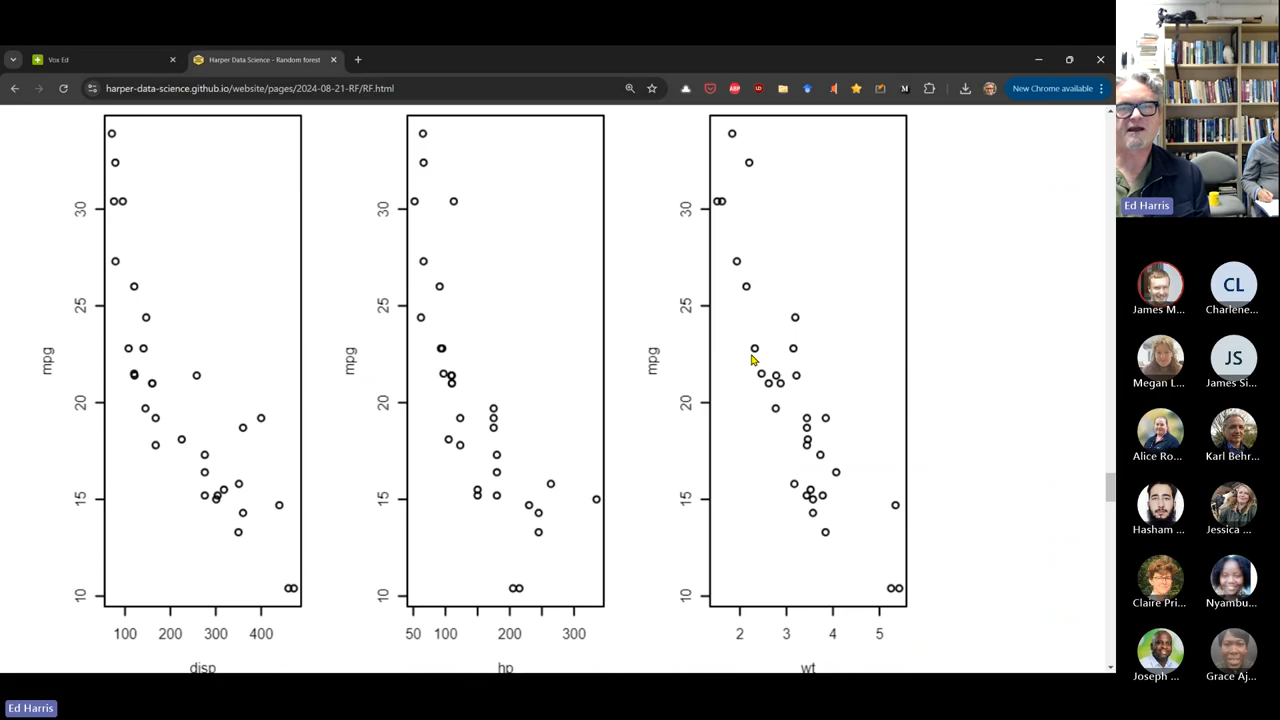 Vox Ed
Harper Data Science - Random forest
harper-data-science.github.io/website/pages/2024-08-21-RF/RF.html
New Chrome available
mpg
30
25
20
15
10
100 200 300 400
disp
mpg
30
25
20
15
10
50 100 200 300
hp
mpg
30
25
20
15
10
2 3 4 5
wt
Ed Harris
James M...
Charlene...
CL
Megan L...
JS
James Si...
Alice Ro...
Karl Behr...
Hasham ...
Jessica ...
Claire Pri...
Nyambu...
Joseph ...
Grace Aj...
Ed Harris